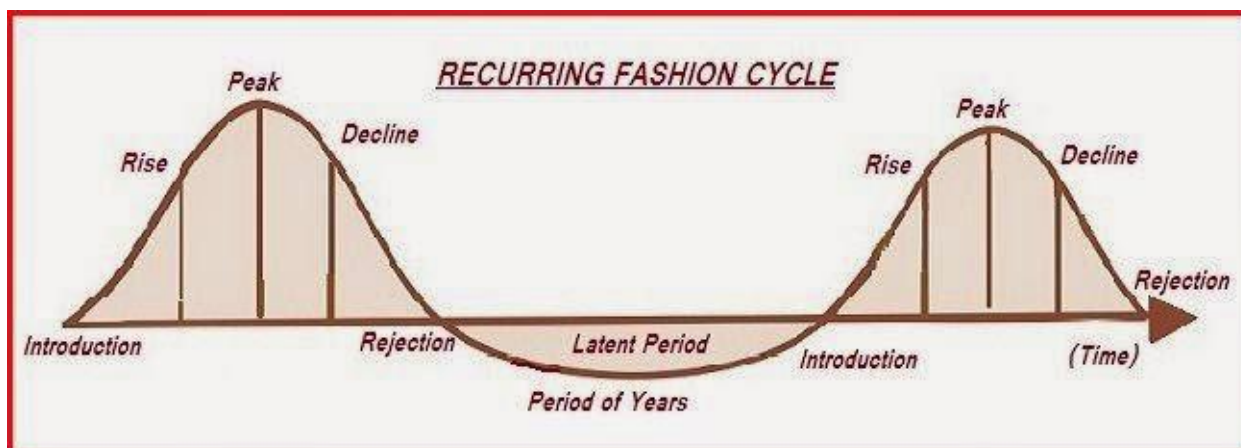 RECURRING FASHION CYCLE
Peak
Rise
Decline
Introduction
Rejection
Latent Period
Period of Years
Peak
Rise
Decline
Introduction
Rejection
(Time)